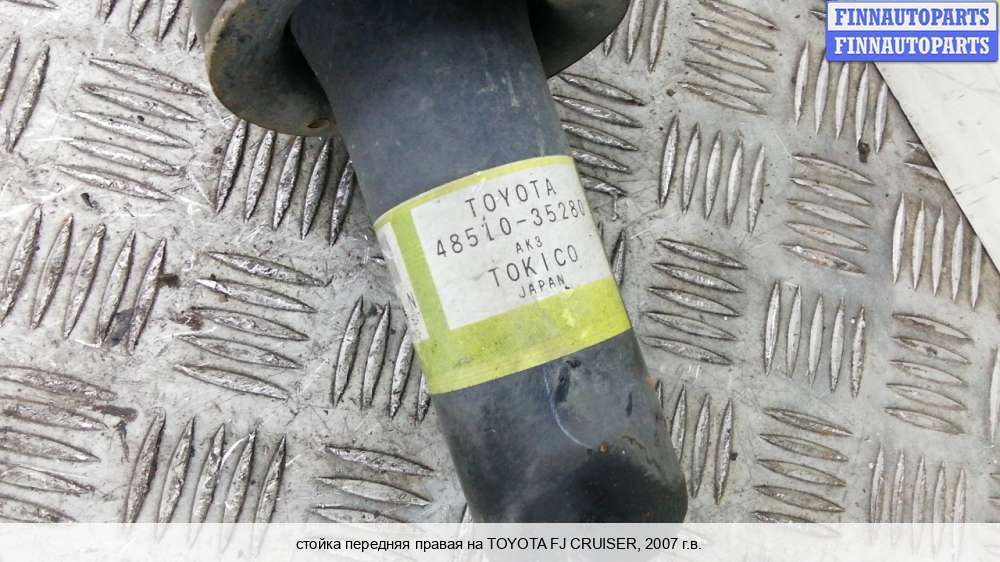 FINNAUTOPARTS
FINNAUTOPARTS
TOYOTA
48510-35280
AK3
TOKICO
JAPAN
N
стойка передняя правая на TOYOTA FJ CRUISER, 2007 г.в.